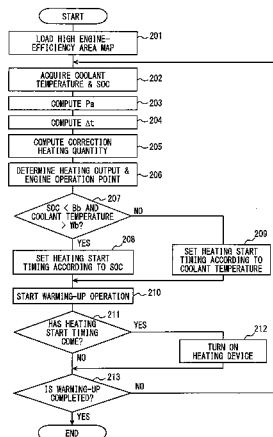 START
LOAD HIGH ENGINE-
EFFICIENCY AREA MAP
201
ACQUIRE COOLANT
TEMPERATURE & SOC
202
COMPUTE Pa
203
COMPUTE Δt
204
COMPUTE CORRECTION
HEATING QUANTITY
205
DETERMINE HEATING OUTPUT &
ENGINE OPERATION POINT
206
207
SOC < Bb AND
COOLANT TEMPERATURE
> Wb?
NO
YES
208
209
SET HEATING START
TIMING ACCORDING TO SOC
SET HEATING START
TIMING ACCORDING TO
COOLANT TEMPERATURE
START WARMING-UP OPERATION
210
211
HAS HEATING
START TIMING
COME?
YES
212
NO
TURN ON
HEATING DEVICE
213
IS WARMING-UP
COMPLETED?
NO
YES
END